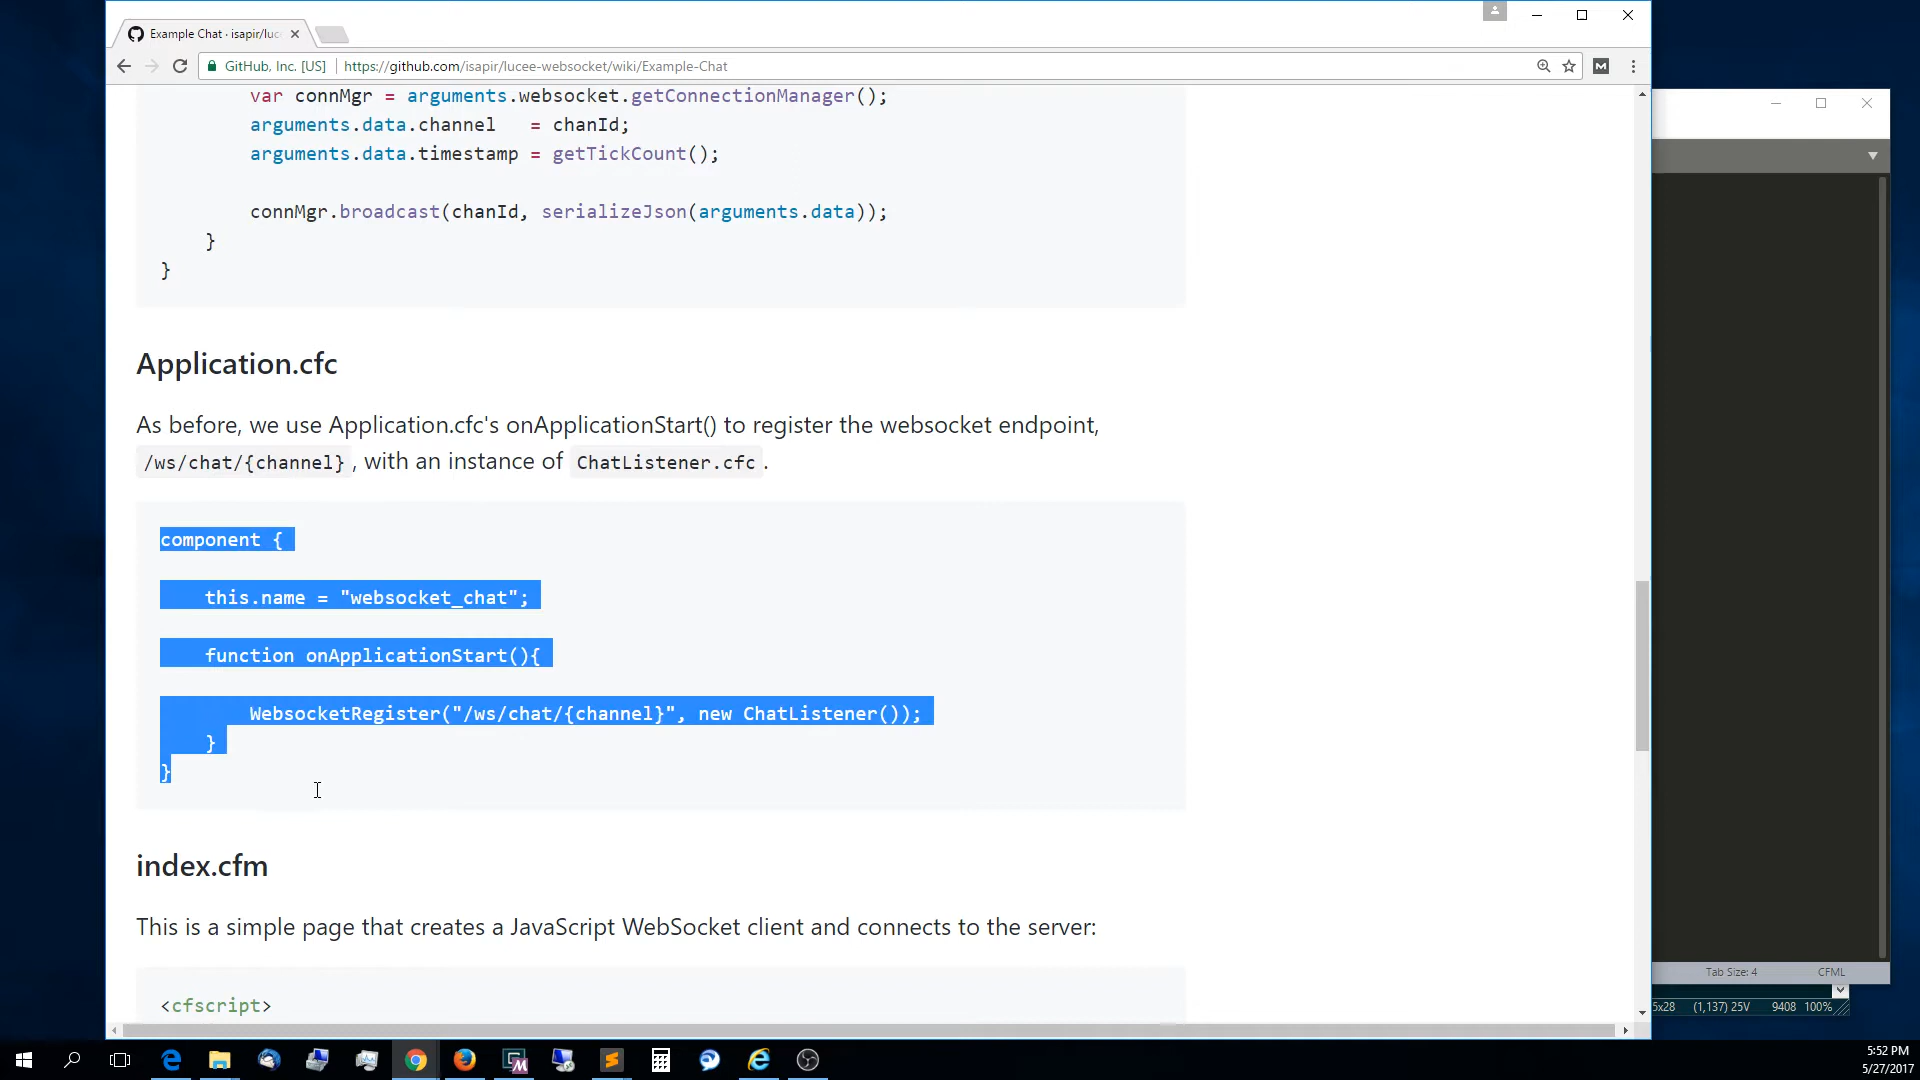 Example Chat · isapir/luc
GitHub, Inc. [US] https://github.com/isapir/lucee-websocket/wiki/Example-Chat
        var connMgr = arguments.websocket.getConnectionManager();
        arguments.data.channel   = chanId;
        arguments.data.timestamp = getTickCount();
        connMgr.broadcast(chanId, serializeJson(arguments.data));
    }
}
Application.cfc
As before, we use Application.cfc's onApplicationStart() to register the websocket endpoint,
/ws/chat/{channel} , with an instance of ChatListener.cfc .
component {
    this.name = "websocket_chat";
    function onApplicationStart(){
        WebsocketRegister("/ws/chat/{channel}", new ChatListener());
    }
}
index.cfm
This is a simple page that creates a JavaScript WebSocket client and connects to the server:
<cfscript>
Tab Size: 4 CFML
5x28 (1,137) 25V 9408 100%
5:52 PM
5/27/2017